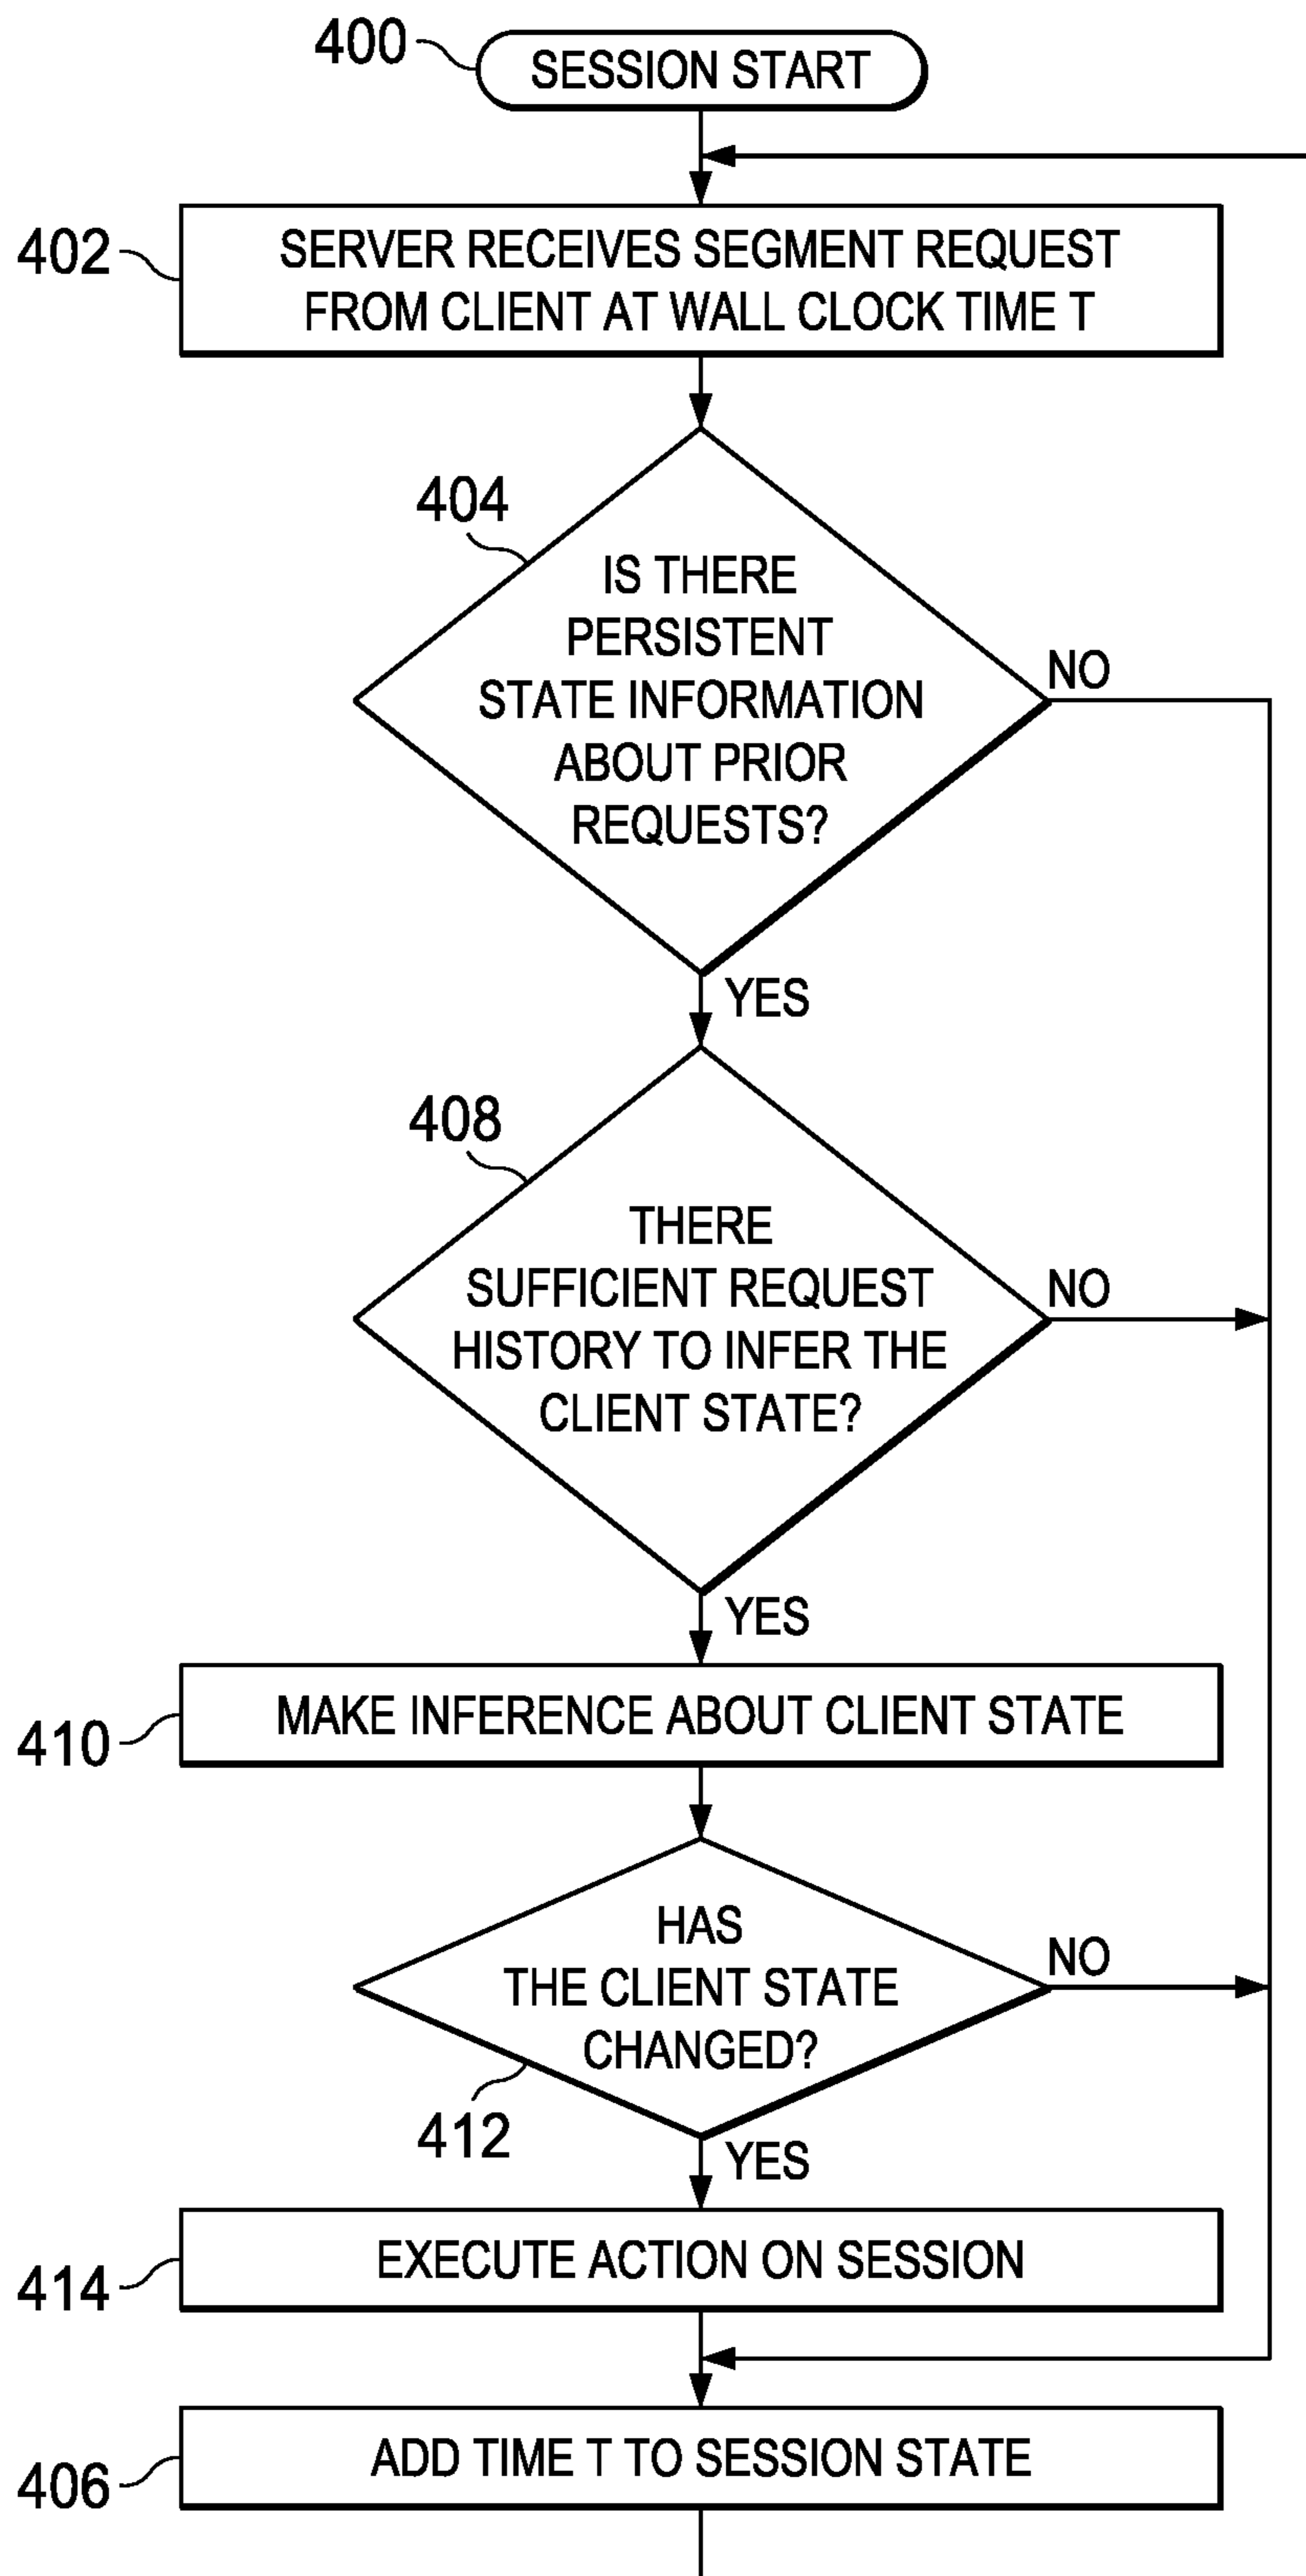 400
SESSION START
402
SERVER RECEIVES SEGMENT REQUEST
FROM CLIENT AT WALL CLOCK TIME T
404
IS THERE
PERSISTENT
STATE INFORMATION
ABOUT PRIOR
REQUESTS?
NO
YES
408
THERE
SUFFICIENT REQUEST
HISTORY TO INFER THE
CLIENT STATE?
NO
YES
410
MAKE INFERENCE ABOUT CLIENT STATE
HAS
THE CLIENT STATE
CHANGED?
NO
412
YES
414
EXECUTE ACTION ON SESSION
406
ADD TIME T TO SESSION STATE